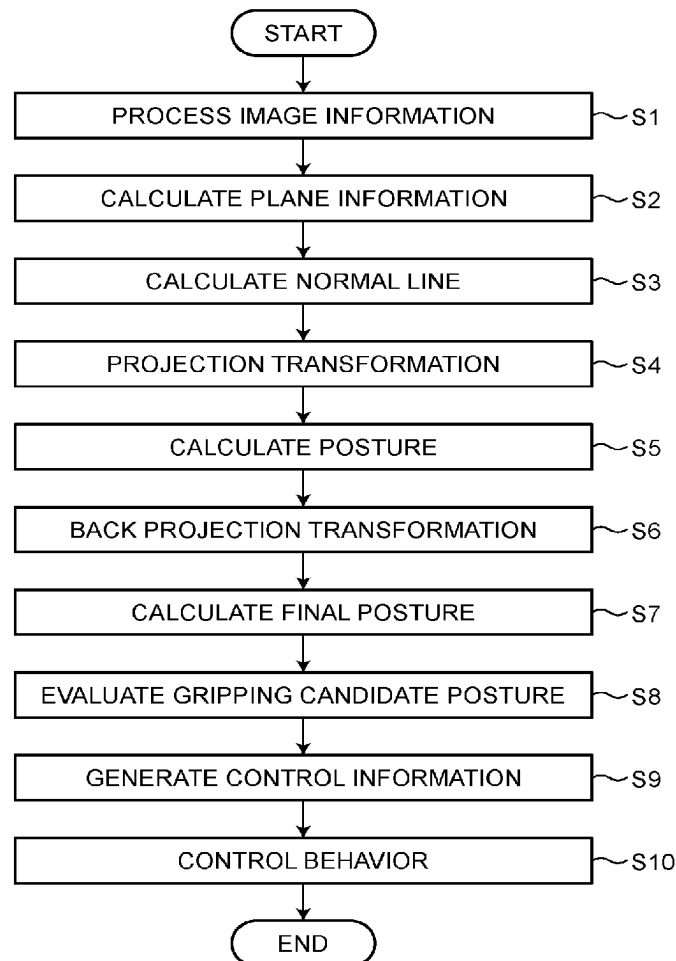 START
PROCESS IMAGE INFORMATION S1
CALCULATE PLANE INFORMATION S2
CALCULATE NORMAL LINE S3
PROJECTION TRANSFORMATION S4
CALCULATE POSTURE S5
BACK PROJECTION TRANSFORMATION S6
CALCULATE FINAL POSTURE S7
EVALUATE GRIPPING CANDIDATE POSTURE S8
GENERATE CONTROL INFORMATION S9
CONTROL BEHAVIOR S10
END